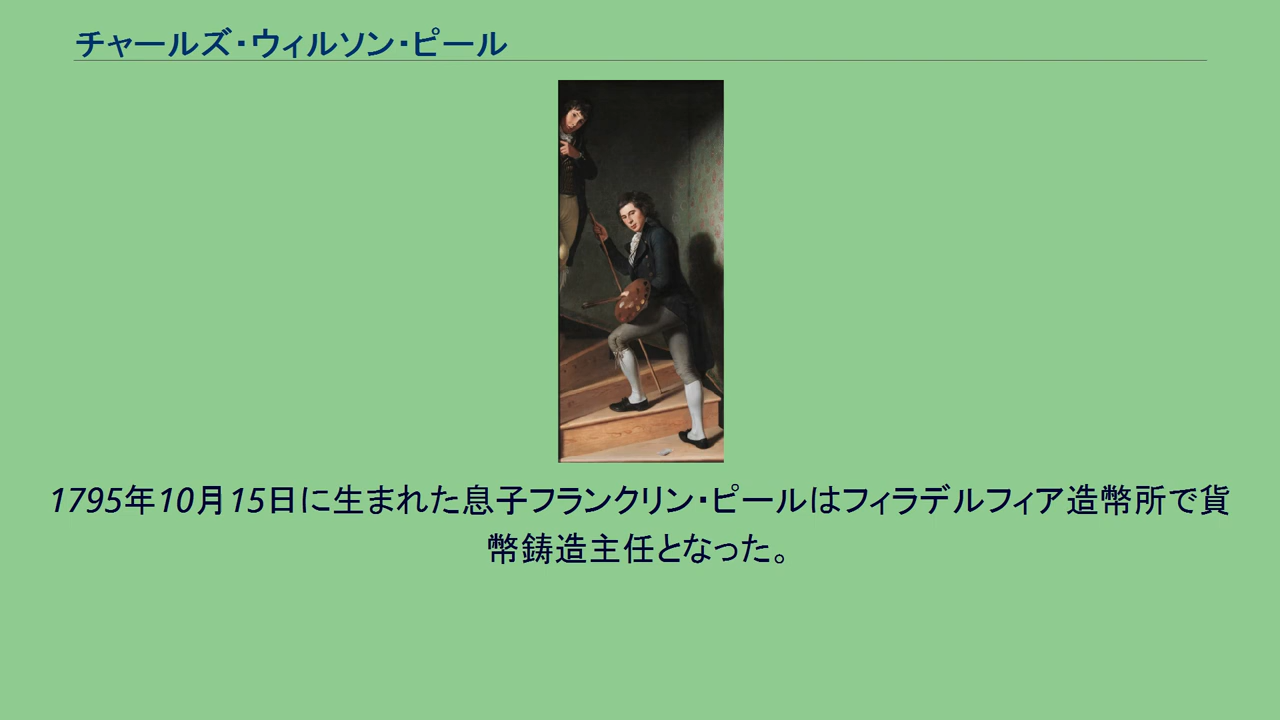 チャールズ・ウィルソン・ピール
1795年10月15日に生まれた息子フランクリン・ピールはフィラデルフィア造幣所で貨
幣鋳造主任となった。